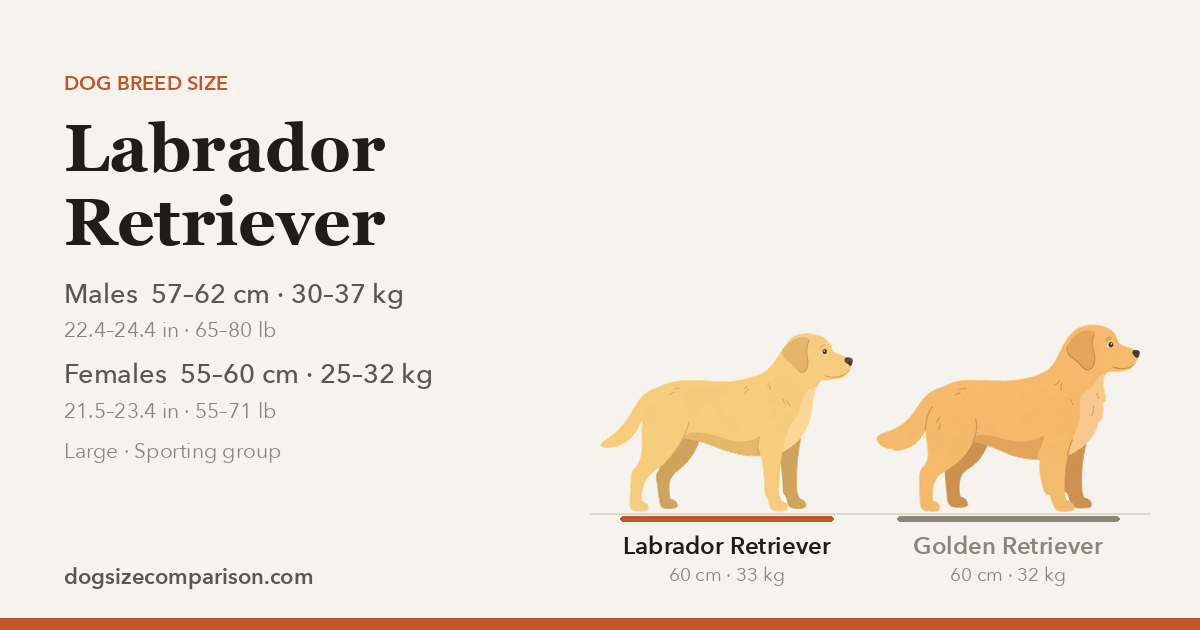 DOG BREED SIZE
Labrador
Retriever
Males 57–62 cm · 30–37 kg
22.4–24.4 in · 65–80 lb
Females 55–60 cm · 25–32 kg
21.5–23.4 in · 55–71 lb
Large · Sporting group
dogsizecomparison.com
Labrador Retriever
60 cm · 33 kg
Golden Retriever
60 cm · 32 kg